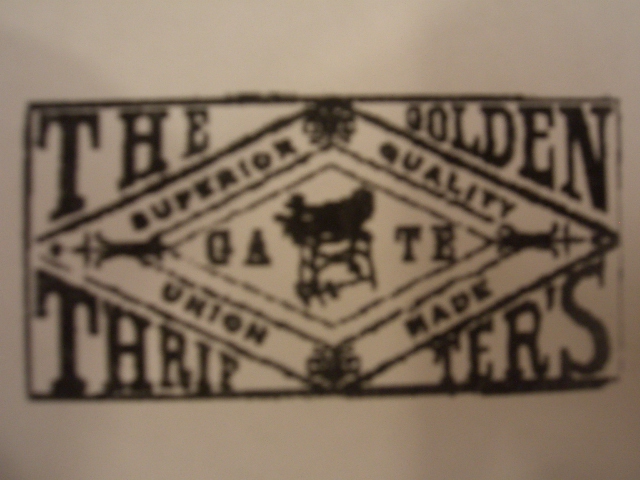 THE GOLDEN
SUPERIOR QUALITY
GA TE
UNION MADE
THRIF TER'S